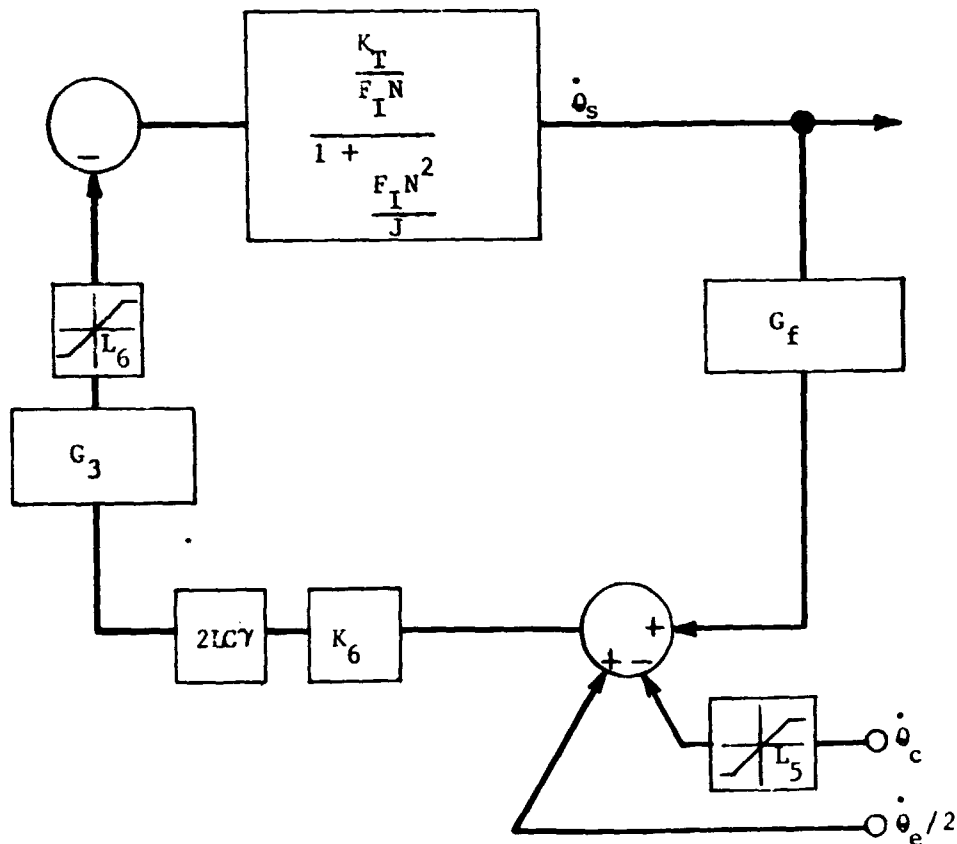 K_T
F_I N
1 +
F_I N^2
J
-
θ̇_s
G_f
L_6
G_3
2LCγ
K_6
+
+ -
L_5
θ̇_c
θ̇_e/2